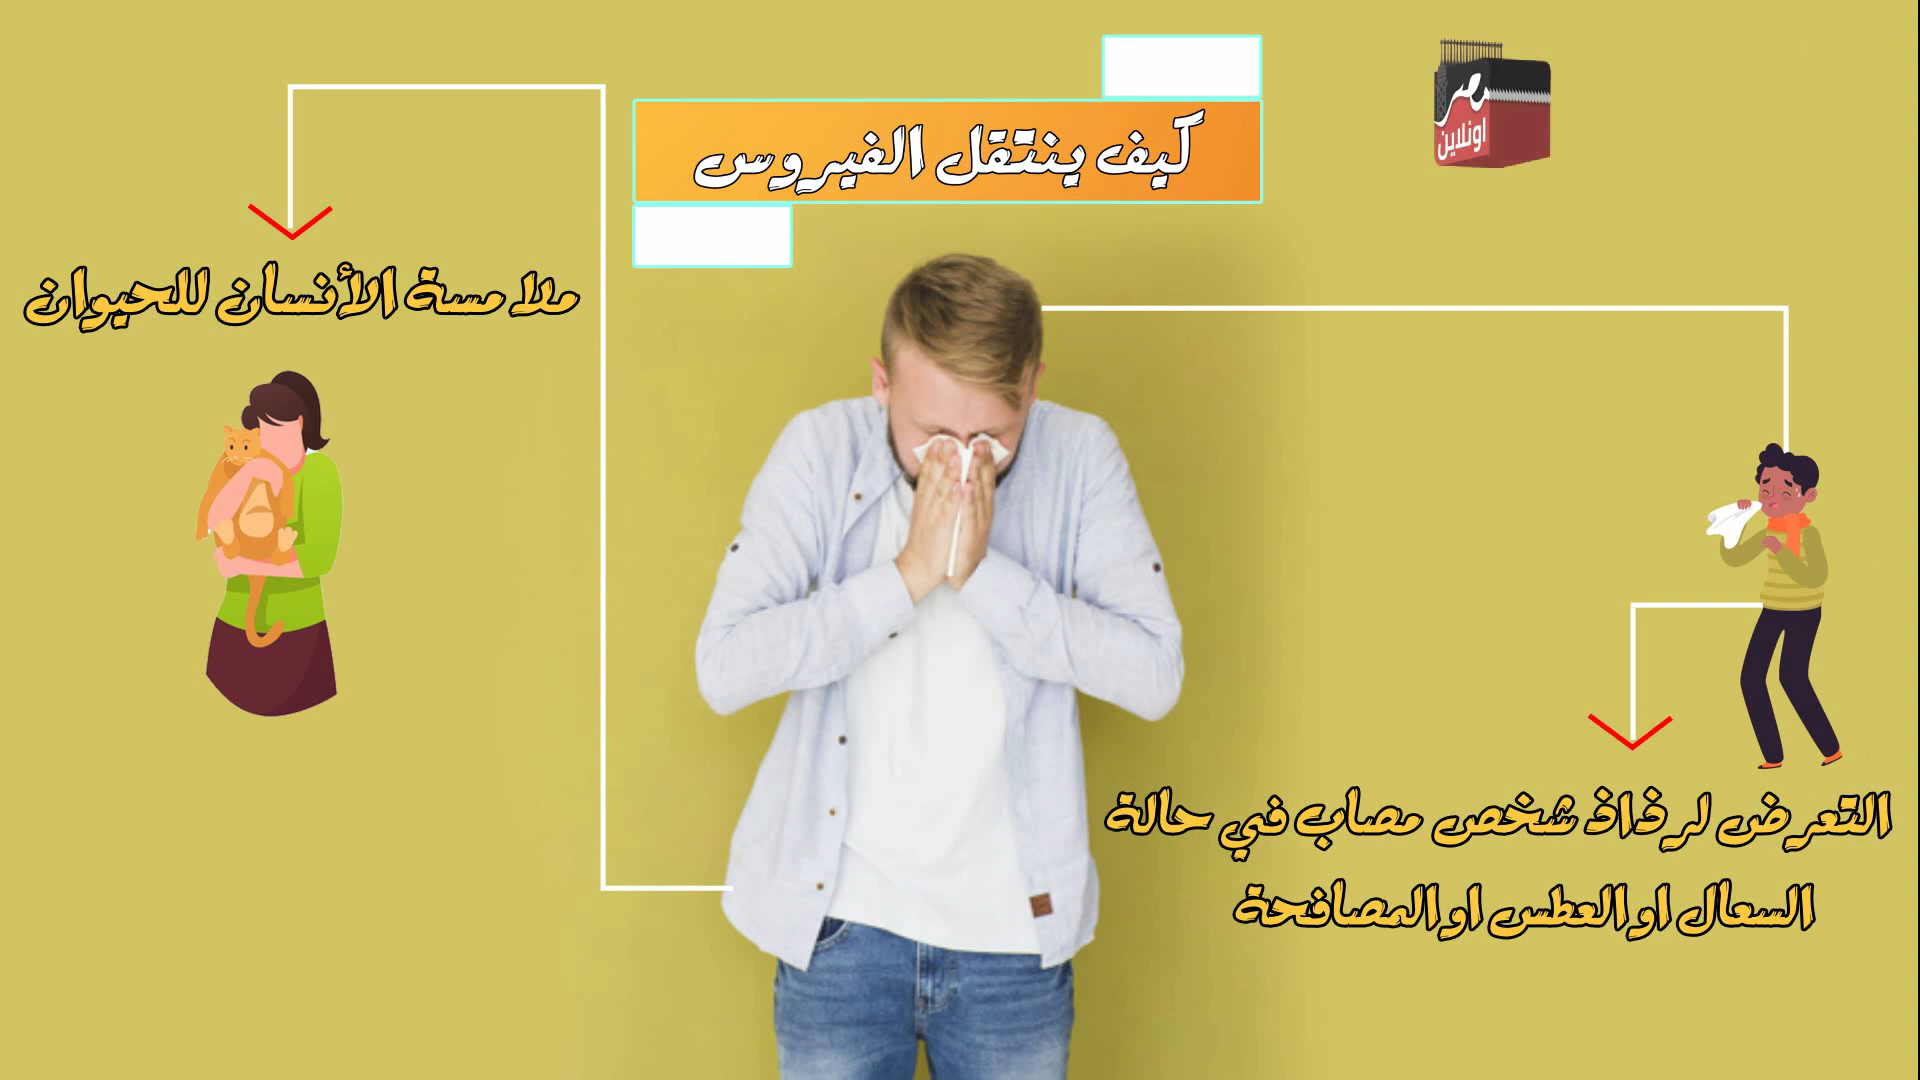 مصر
اونلاين
كيف ينتقل الفيروس
ملامسة الأنسان للحيوان
التعرض لرذاذ شخص مصاب في حالة
السعال او العطس او المصافحة